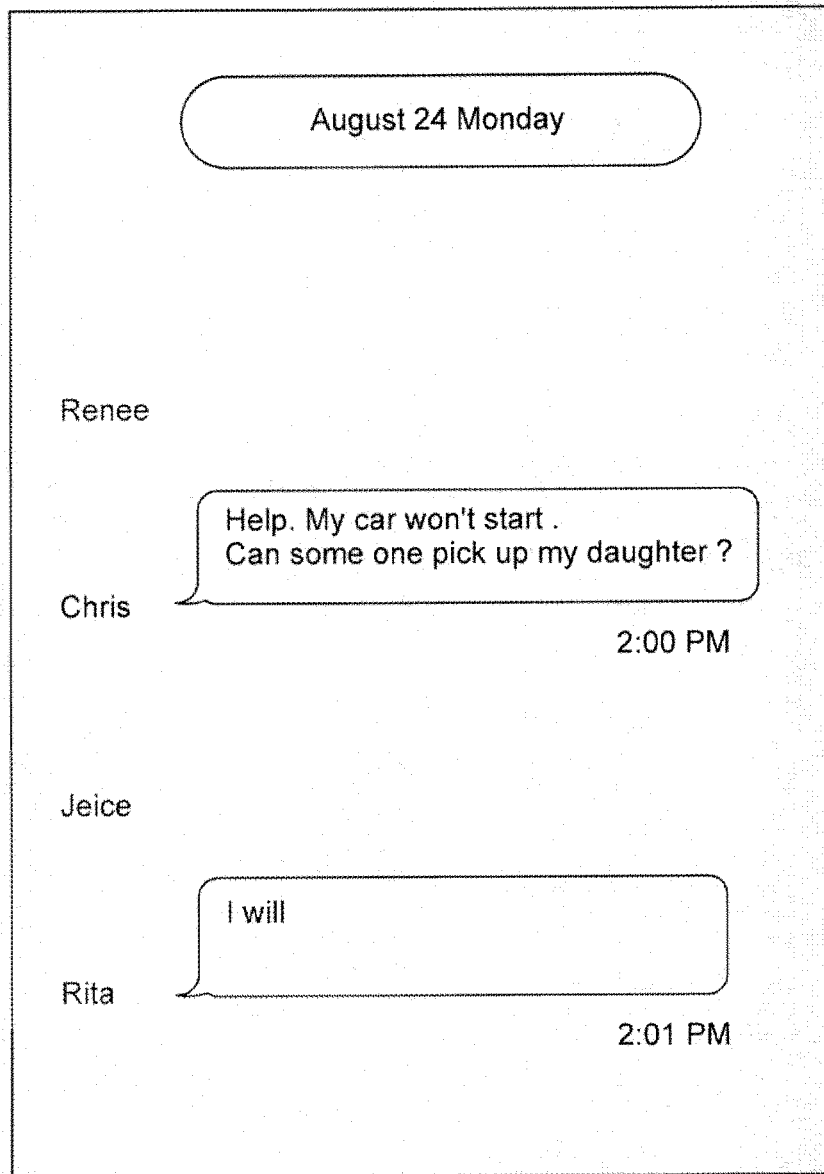 August 24 Monday
Renee
Help. My car won't start .
Can some one pick up my daughter ?
Chris
2:00 PM
Jeice
I will
Rita
2:01 PM